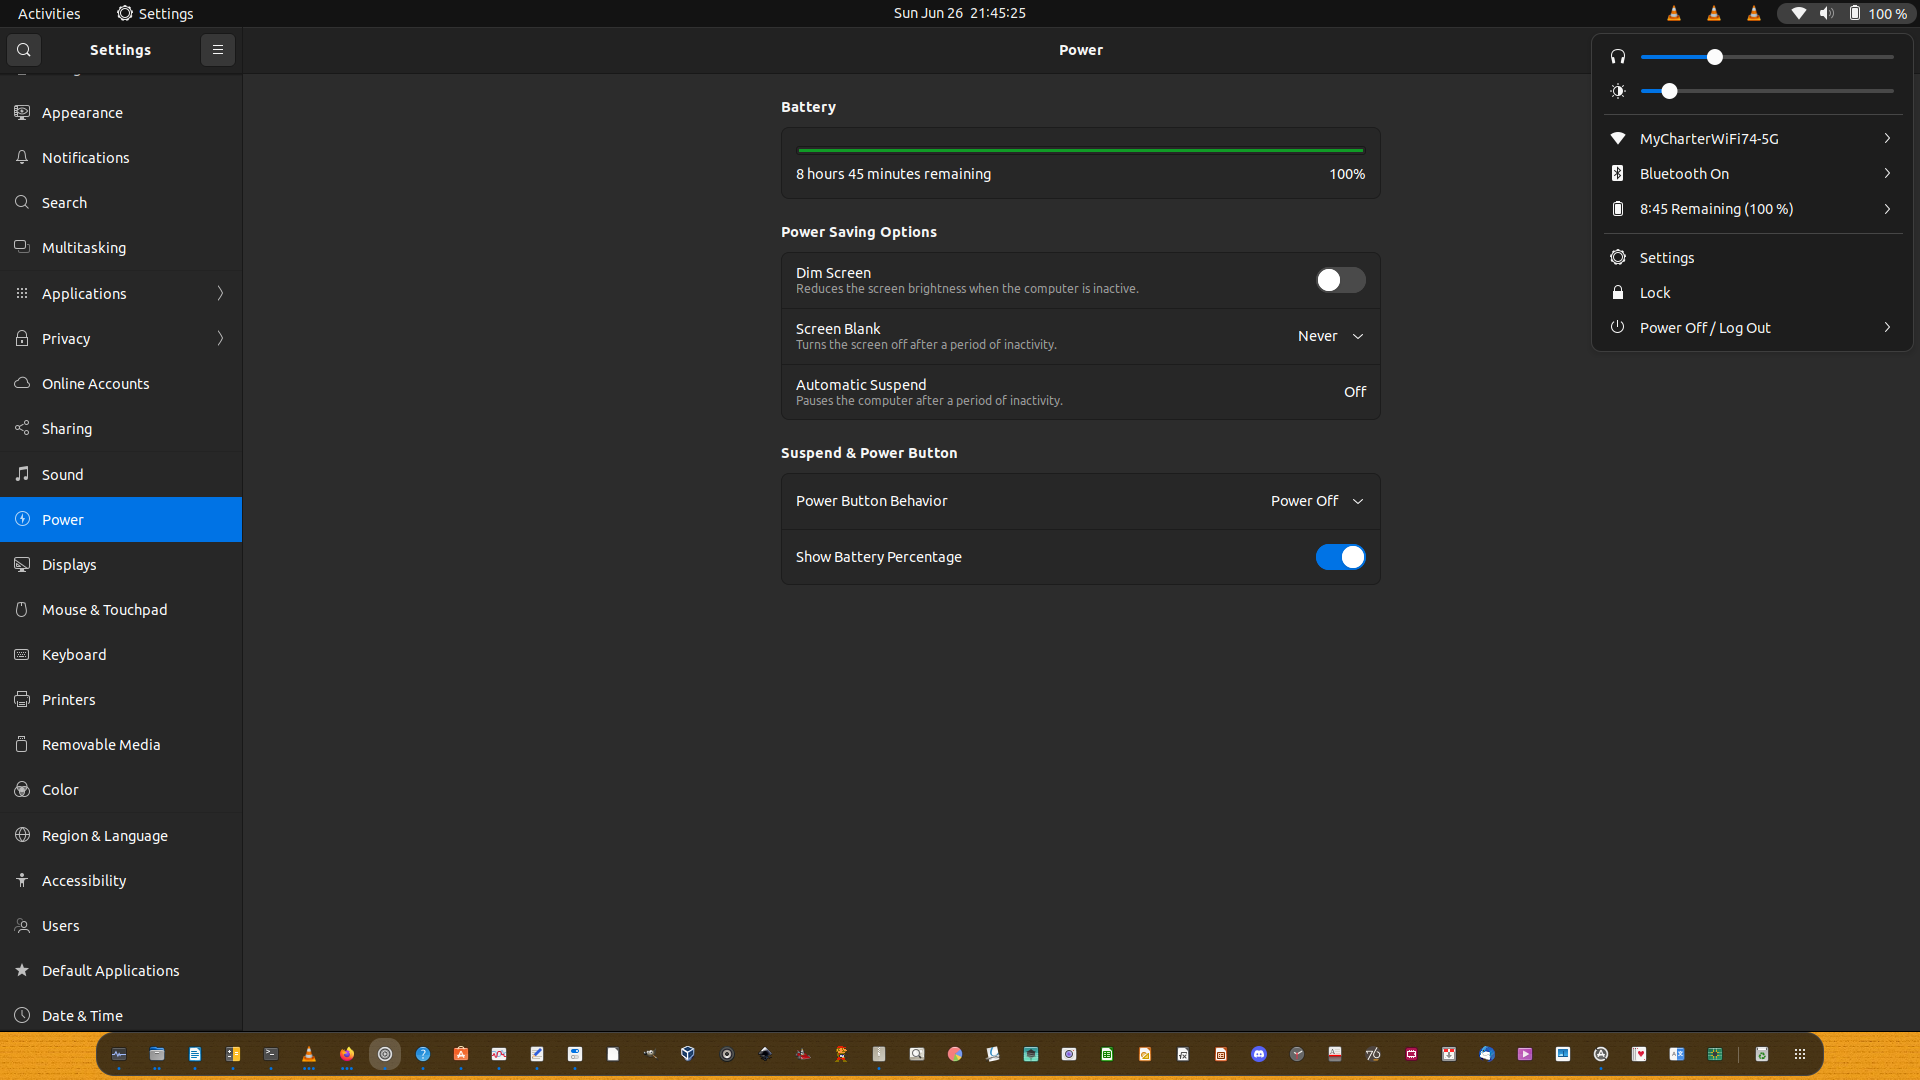 Activities
Settings
Sun Jun 26 21:45:25
100 %
Settings
Power
Appearance
Notifications
Search
Multitasking
Applications
Privacy
Online Accounts
Sharing
Sound
Power
Displays
Mouse & Touchpad
Keyboard
Printers
Removable Media
Color
Region & Language
Accessibility
Users
Default Applications
Date & Time
Battery
8 hours 45 minutes remaining
100%
Power Saving Options
Dim Screen
Reduces the screen brightness when the computer is inactive.
Screen Blank
Turns the screen off after a period of inactivity.
Never
Automatic Suspend
Pauses the computer after a period of inactivity.
Off
Suspend & Power Button
Power Button Behavior
Power Off
Show Battery Percentage
MyCharterWiFi74-5G
Bluetooth On
8:45 Remaining (100 %)
Settings
Lock
Power Off / Log Out
76